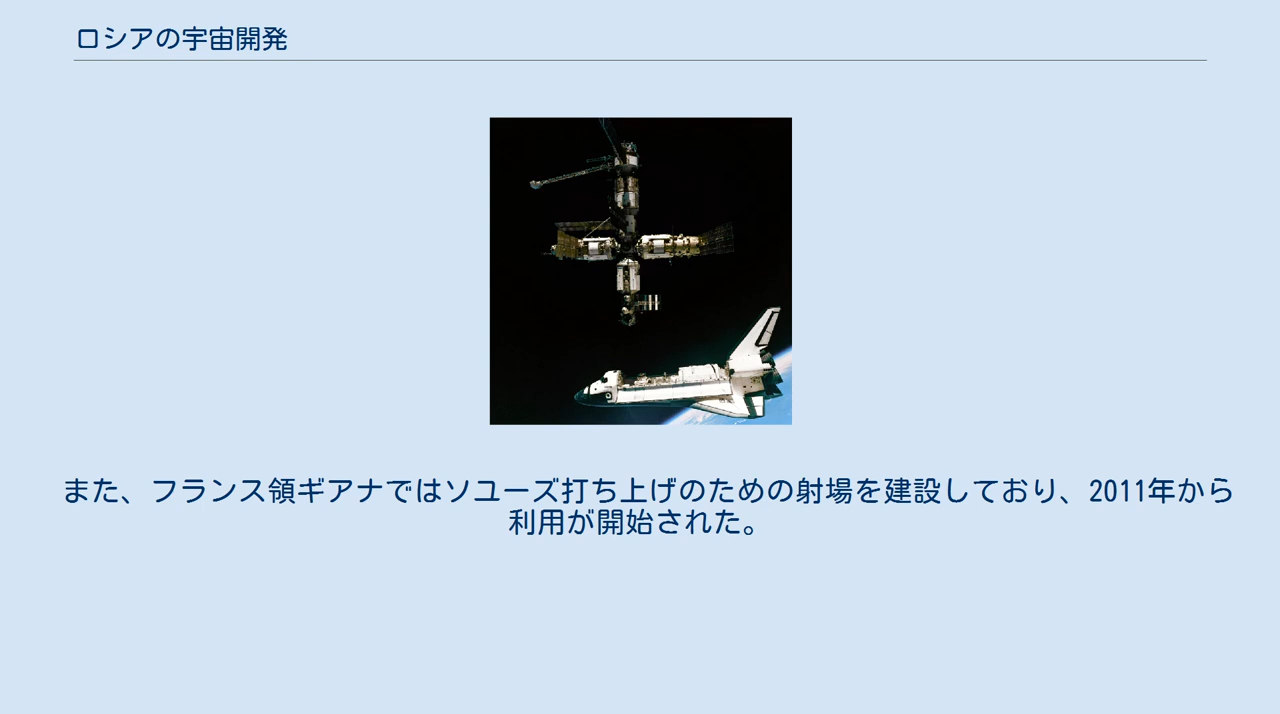 ロシアの宇宙開発
また、フランス領ギアナではソユーズ打ち上げのための射場を建設しており、2011年から
利用が開始された。